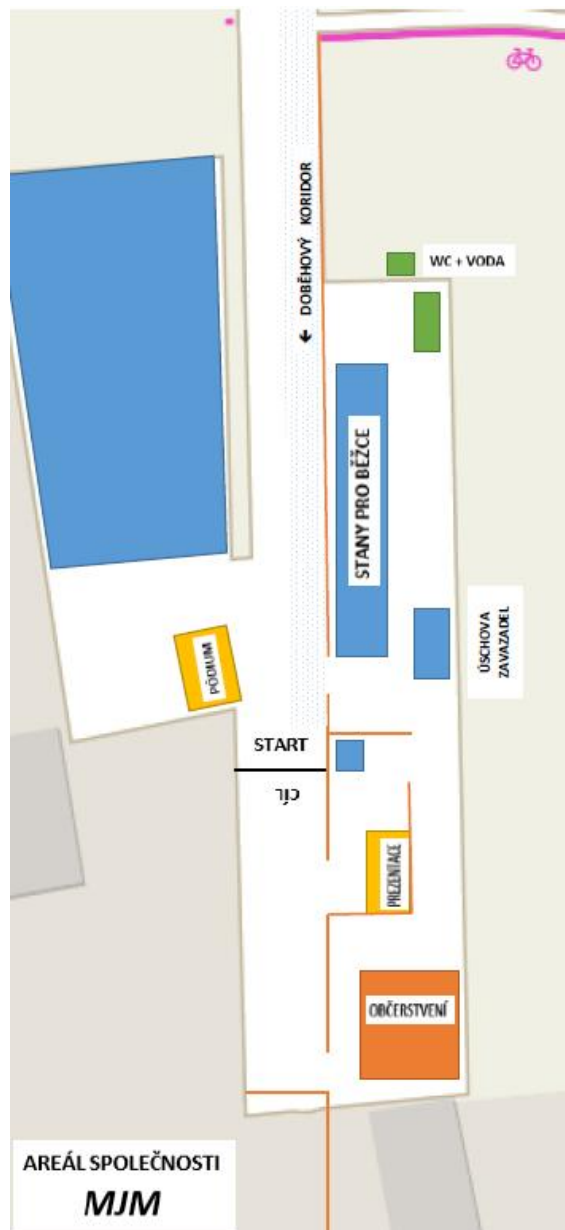 ← DOBĚHOVÝ KORIDOR
WC + VODA
STANY PRO BĚŽCE
ÚSCHOVA
ZAVAZADEL
PÓDIUM
START
CÍL
PREZENTACE
OBČERSTVENÍ
AREÁL SPOLEČNOSTI
MJM